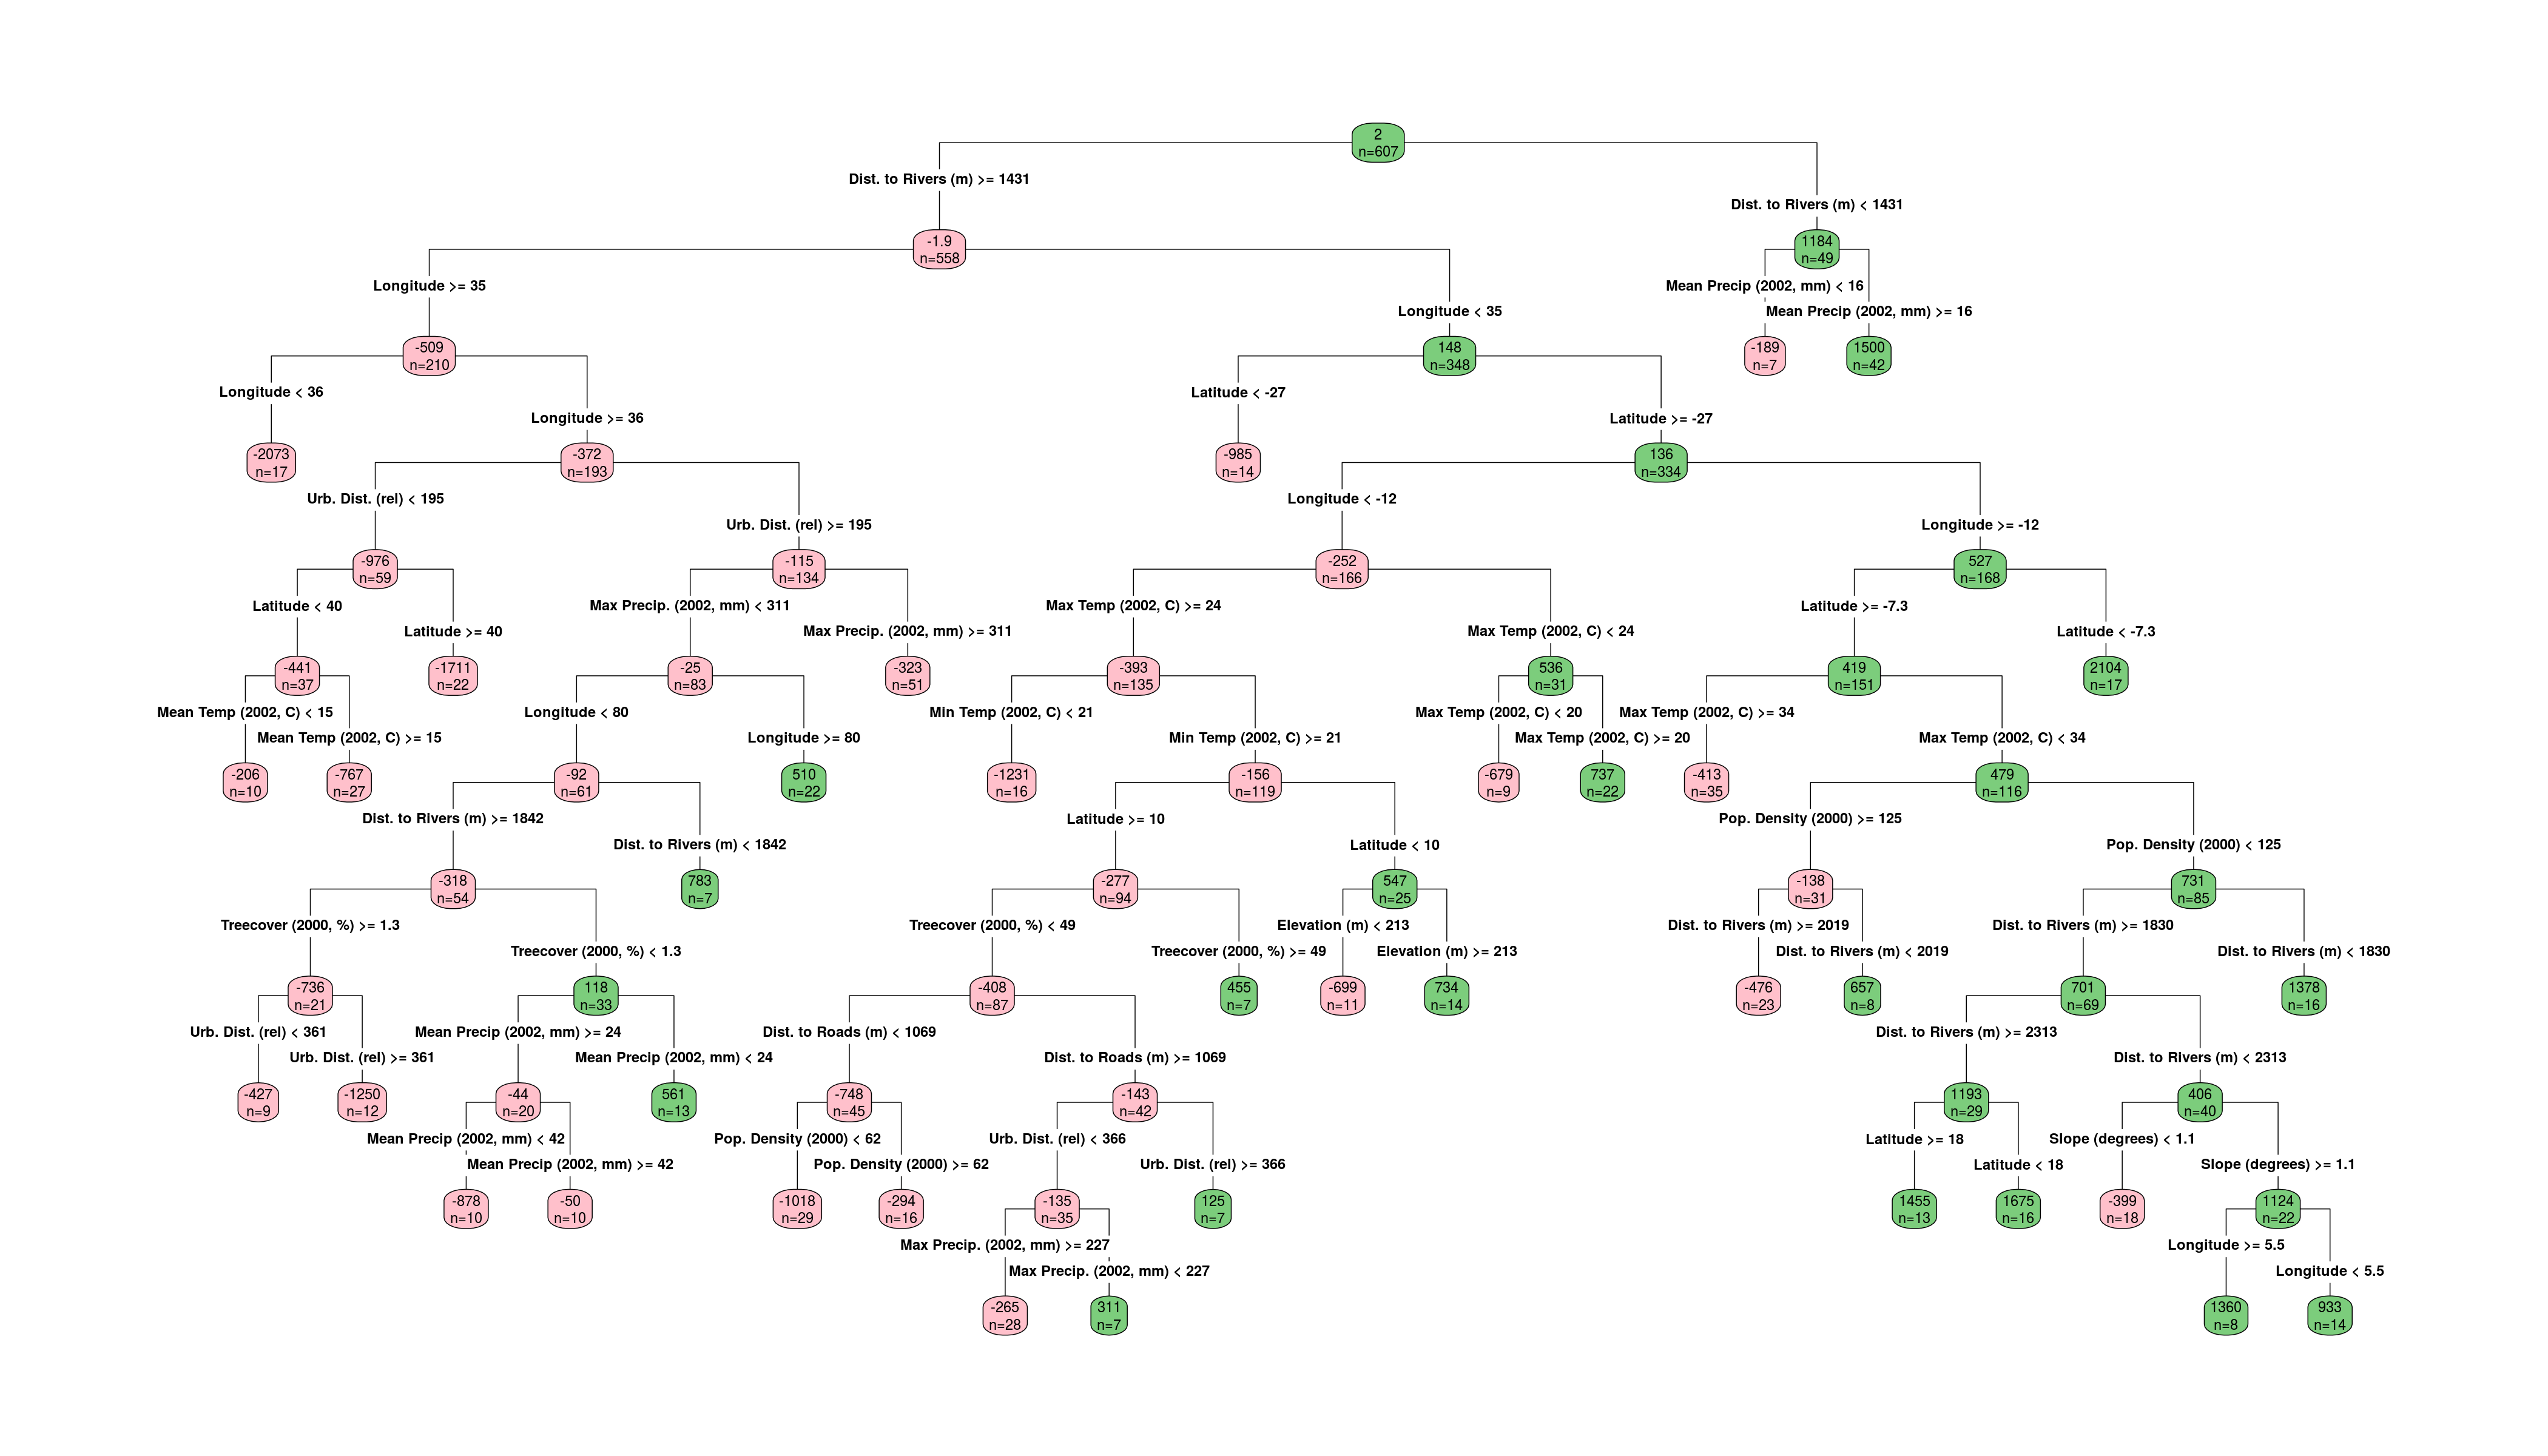 2
n=607
Dist. to Rivers (m) >= 1431
Dist. to Rivers (m) < 1431
-1.9
n=558
1184
n=49
Longitude >= 35
Mean Precip (2002, mm) < 16
Longitude < 35
Mean Precip (2002, mm) >= 16
-509
n=210
148
n=348
-189
n=7
1500
n=42
Longitude < 36
Latitude < -27
Longitude >= 36
Latitude >= -27
-2073
n=17
-372
n=193
-985
n=14
136
n=334
Urb. Dist. (rel) < 195
Longitude < -12
Urb. Dist. (rel) >= 195
Longitude >= -12
-976
n=59
-115
n=134
-252
n=166
527
n=168
Latitude < 40
Max Precip. (2002, mm) < 311
Max Temp (2002, C) >= 24
Latitude >= -7.3
Latitude >= 40
Max Precip. (2002, mm) >= 311
Max Temp (2002, C) < 24
Latitude < -7.3
-441
n=37
-1711
n=22
-25
n=83
-323
n=51
-393
n=135
536
n=31
419
n=151
2104
n=17
Mean Temp (2002, C) < 15
Longitude < 80
Min Temp (2002, C) < 21
Max Temp (2002, C) < 20
Max Temp (2002, C) >= 34
Mean Temp (2002, C) >= 15
Longitude >= 80
Min Temp (2002, C) >= 21
Max Temp (2002, C) >= 20
Max Temp (2002, C) < 34
-206
n=10
-767
n=27
-92
n=61
510
n=22
-1231
n=16
-156
n=119
-679
n=9
737
n=22
-413
n=35
479
n=116
Dist. to Rivers (m) >= 1842
Latitude >= 10
Pop. Density (2000) >= 125
Dist. to Rivers (m) < 1842
Latitude < 10
Pop. Density (2000) < 125
-318
n=54
783
n=7
-277
n=94
547
n=25
-138
n=31
731
n=85
Treecover (2000, %) >= 1.3
Treecover (2000, %) < 49
Elevation (m) < 213
Dist. to Rivers (m) >= 2019
Dist. to Rivers (m) >= 1830
Treecover (2000, %) < 1.3
Treecover (2000, %) >= 49
Elevation (m) >= 213
Dist. to Rivers (m) < 2019
Dist. to Rivers (m) < 1830
-736
n=21
118
n=33
-408
n=87
455
n=7
-699
n=11
734
n=14
-476
n=23
657
n=8
701
n=69
1378
n=16
Urb. Dist. (rel) < 361
Mean Precip (2002, mm) >= 24
Dist. to Roads (m) < 1069
Dist. to Rivers (m) >= 2313
Urb. Dist. (rel) >= 361
Mean Precip (2002, mm) < 24
Dist. to Roads (m) >= 1069
Dist. to Rivers (m) < 2313
-427
n=9
-1250
n=12
-44
n=20
561
n=13
-748
n=45
-143
n=42
1193
n=29
406
n=40
Mean Precip (2002, mm) < 42
Pop. Density (2000) < 62
Urb. Dist. (rel) < 366
Latitude >= 18
Slope (degrees) < 1.1
Mean Precip (2002, mm) >= 42
Pop. Density (2000) >= 62
Urb. Dist. (rel) >= 366
Latitude < 18
Slope (degrees) >= 1.1
-878
n=10
-50
n=10
-1018
n=29
-294
n=16
-135
n=35
125
n=7
1455
n=13
1675
n=16
-399
n=18
1124
n=22
Max Precip. (2002, mm) >= 227
Longitude >= 5.5
Max Precip. (2002, mm) < 227
Longitude < 5.5
-265
n=28
311
n=7
1360
n=8
933
n=14